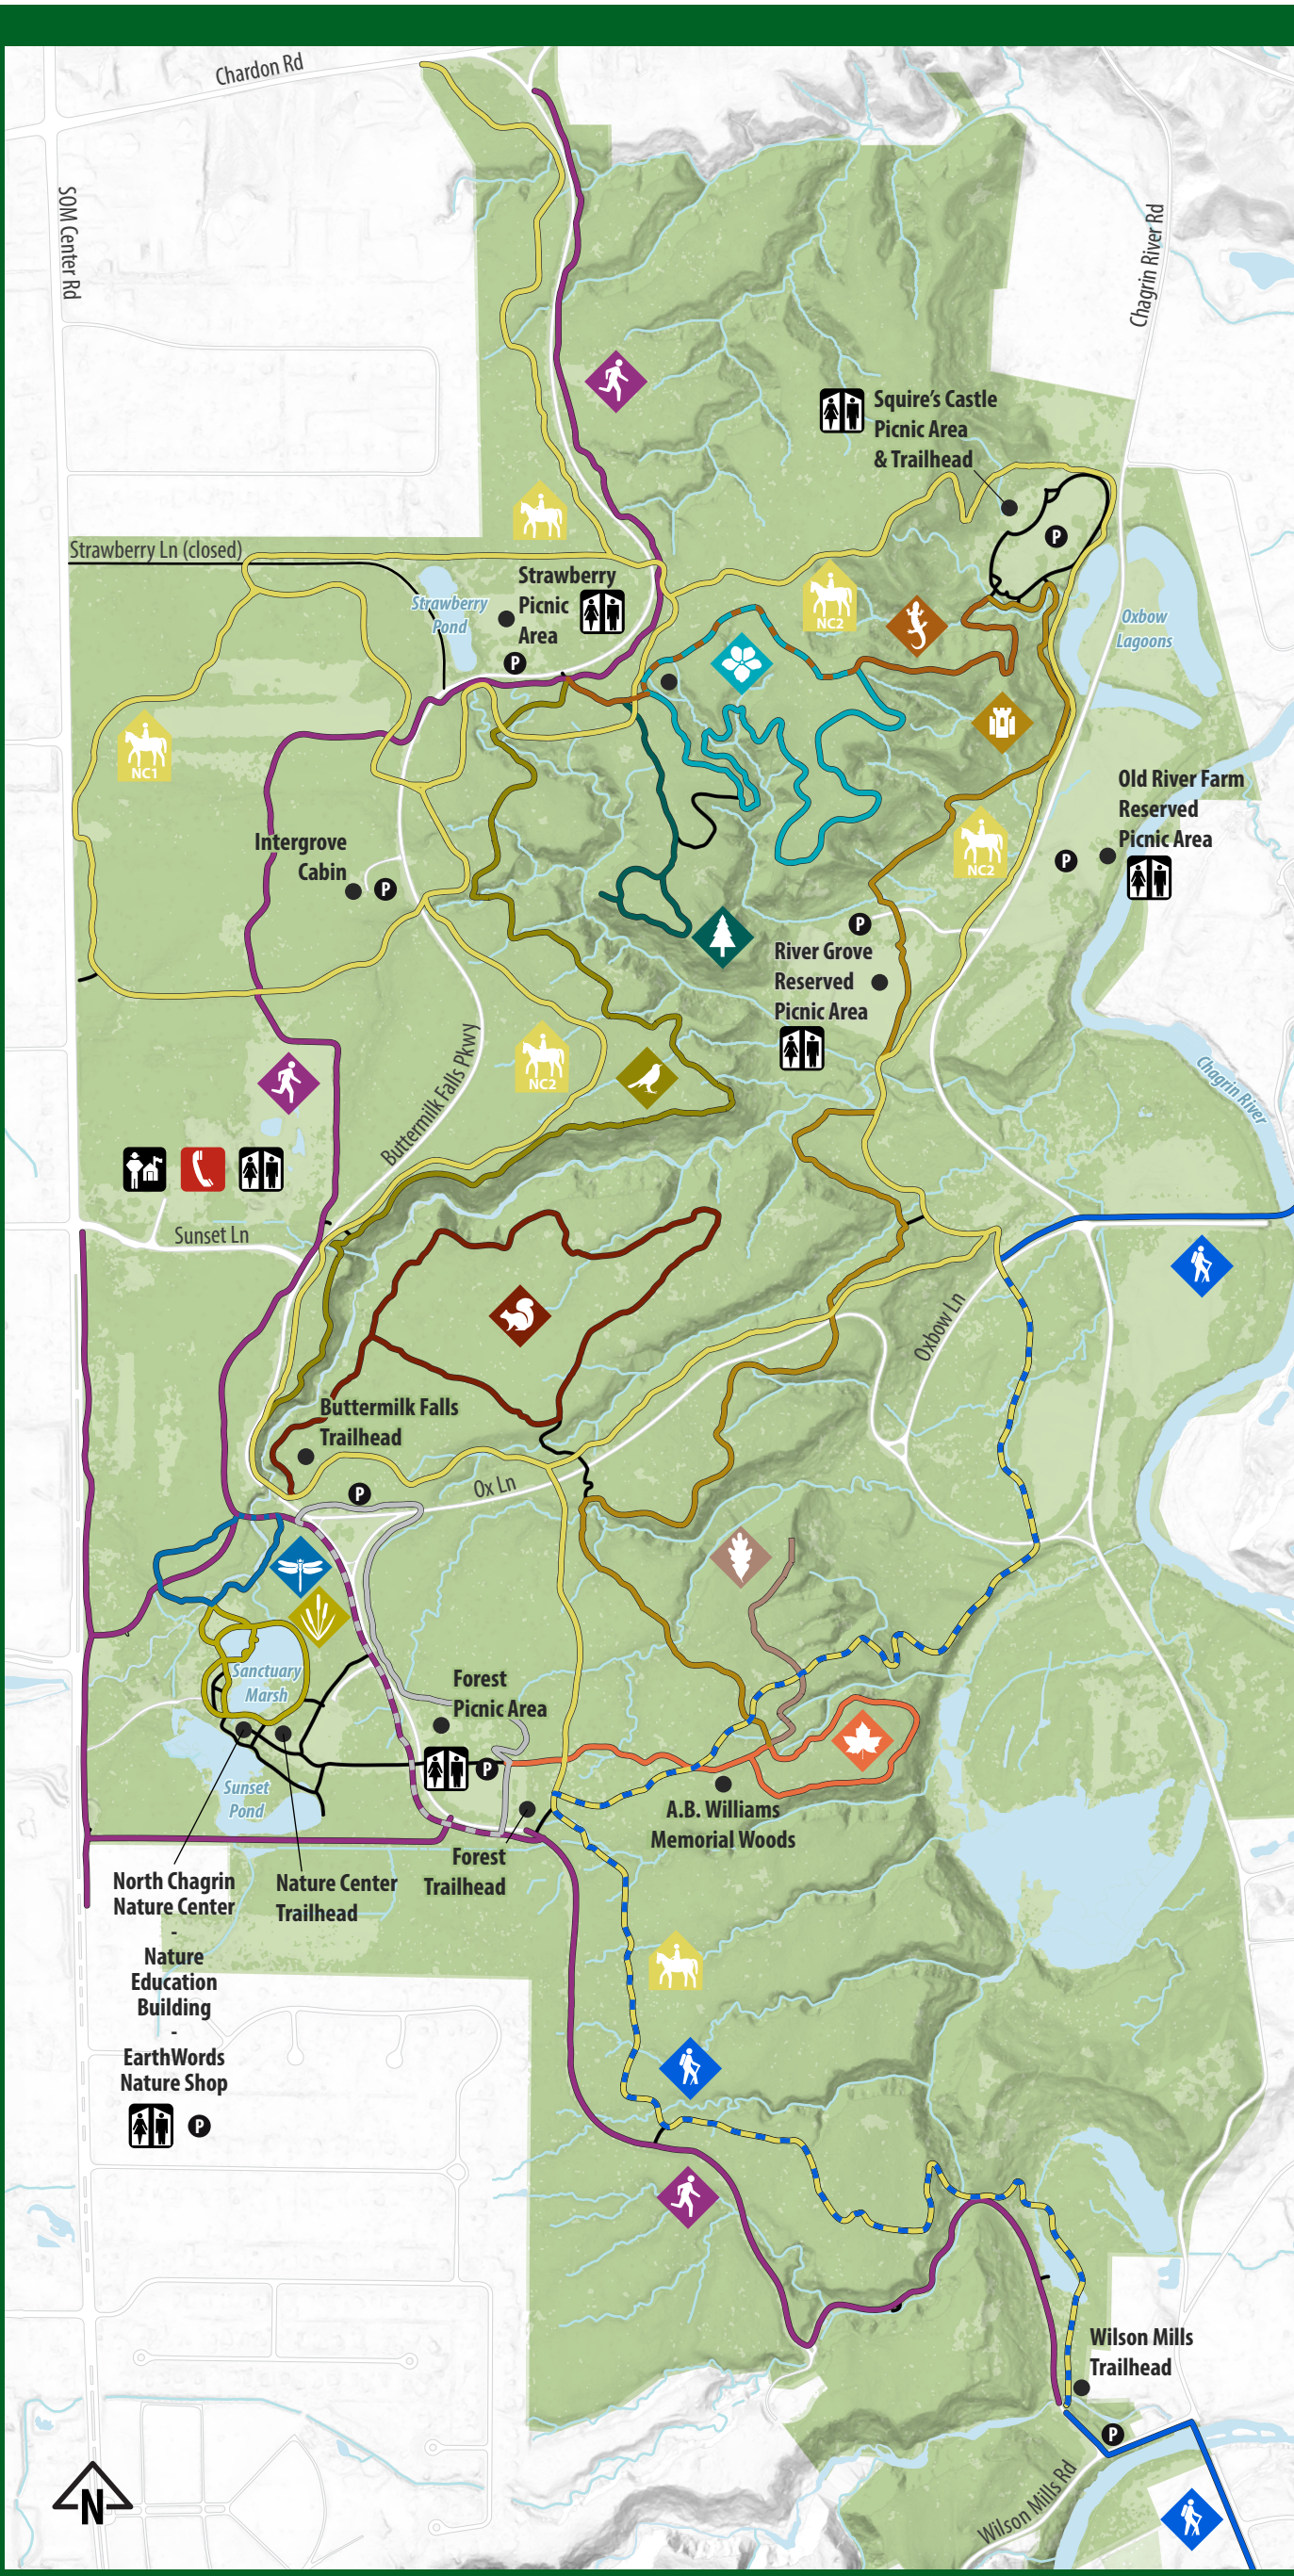 Chardon Rd
SOM Center Rd
Chagrin River Rd
Squire's Castle
Picnic Area
& Trailhead
P
Strawberry Ln (closed)
Strawberry
Pond
Strawberry
Picnic
Area
P
NC2
Oxbow
Lagoons
NC1
Old River Farm
Reserved
Picnic Area
P
NC2
Intergrove
Cabin
P
P
River Grove
Reserved
Picnic Area
NC2
Buttermilk Falls Pkwy
Chagrin River
Sunset Ln
Oxbow Ln
Buttermilk Falls
Trailhead
P
Ox Ln
Sanctuary
Marsh
Forest
Picnic Area
P
Sunset
Pond
A.B. Williams
Memorial Woods
Forest
Trailhead
North Chagrin
Nature Center
-
Nature
Education
Building
-
EarthWords
Nature Shop
P
Nature Center
Trailhead
Wilson Mills
Trailhead
P
Wilson Mills Rd
N